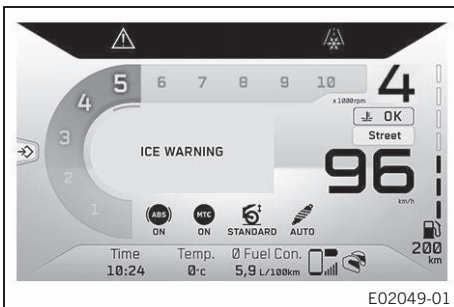 5 6 7 8 9 10
4
x 1000rpm
4
OK
3
Street
ICE WARNING
96
2
km/h
1
ABS
MTC
ON
ON
STANDARD
AUTO
200
km
Time
Temp.
Ø Fuel Con.
10:24
0°C
5,9 L/100km
E02049-01